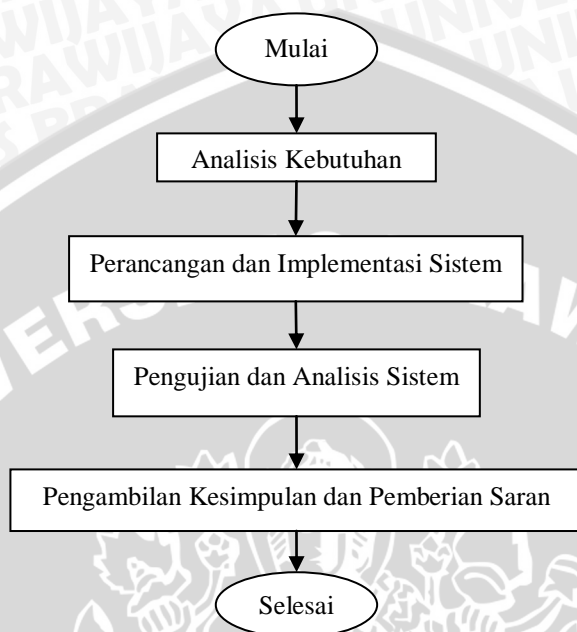 Mulai
Analisis Kebutuhan
Perancangan dan Implementasi Sistem
Pengujian dan Analisis Sistem
Pengambilan Kesimpulan dan Pemberian Saran
Selesai